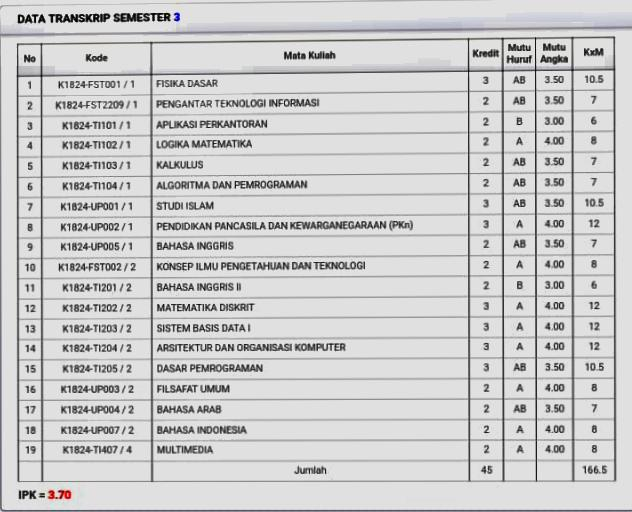 DATA TRANSKRIP SEMESTER 3
No Kode Mata Kuliah Kredit Mutu Huruf Mutu Angka KxM
1 K1824-FST001 / 1 FISIKA DASAR 3 AB 3.50 10.5
2 K1824-FST2209 / 1 PENGANTAR TEKNOLOGI INFORMASI 2 AB 3.50 7
3 K1824-TI101 / 1 APLIKASI PERKANTORAN 2 B 3.00 6
4 K1824-TI102 / 1 LOGIKA MATEMATIKA 2 A 4.00 8
5 K1824-TI103 / 1 KALKULUS 2 AB 3.50 7
6 K1824-TI104 / 1 ALGORITMA DAN PEMROGRAMAN 2 AB 3.50 7
7 K1824-UP001 / 1 STUDI ISLAM 3 AB 3.50 10.5
8 K1824-UP002 / 1 PENDIDIKAN PANCASILA DAN KEWARGANEGARAAN (PKn) 3 A 4.00 12
9 K1824-UP005 / 1 BAHASA INGGRIS 2 AB 3.50 7
10 K1824-FST002 / 2 KONSEP ILMU PENGETAHUAN DAN TEKNOLOGI 2 A 4.00 8
11 K1824-TI201 / 2 BAHASA INGGRIS II 2 B 3.00 6
12 K1824-TI202 / 2 MATEMATIKA DISKRIT 3 A 4.00 12
13 K1824-TI203 / 2 SISTEM BASIS DATA I 3 A 4.00 12
14 K1824-TI204 / 2 ARSITEKTUR DAN ORGANISASI KOMPUTER 3 A 4.00 12
15 K1824-TI205 / 2 DASAR PEMROGRAMAN 3 AB 3.50 10.5
16 K1824-UP003 / 2 FILSAFAT UMUM 2 A 4.00 8
17 K1824-UP004 / 2 BAHASA ARAB 2 AB 3.50 7
18 K1824-UP007 / 2 BAHASA INDONESIA 2 A 4.00 8
19 K1824-TI407 / 4 MULTIMEDIA 2 A 4.00 8
Jumlah 45 166.5
IPK = 3.70